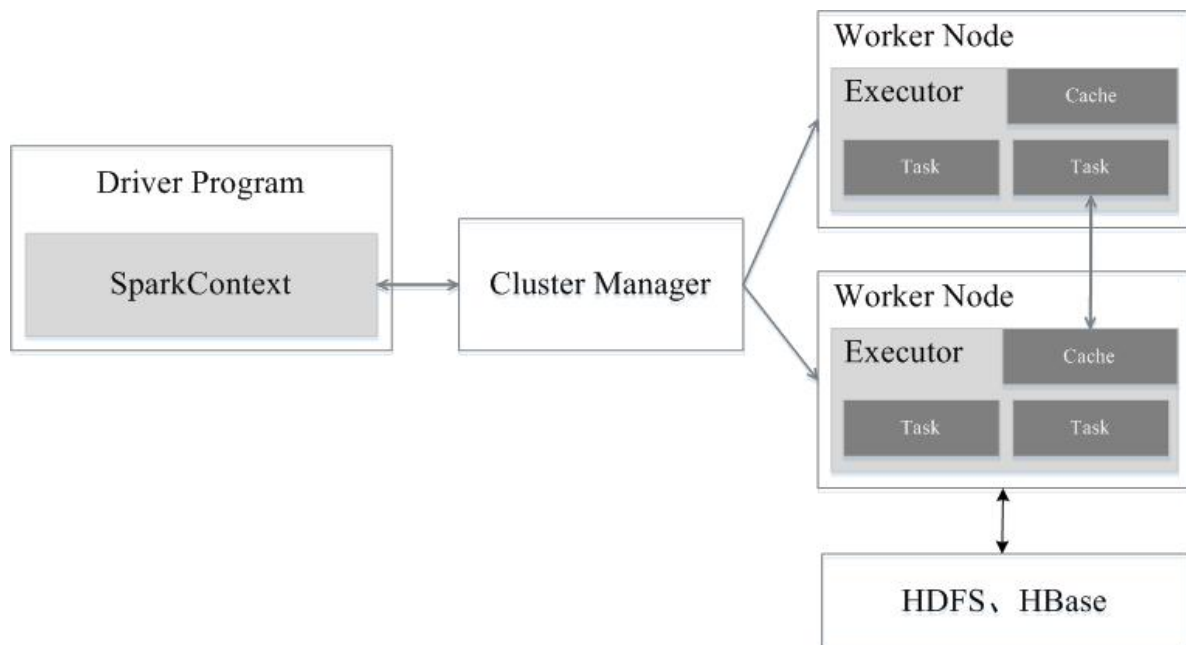 Driver Program
SparkContext
Cluster Manager
Worker Node
Executor
Cache
Task
Task
Worker Node
Executor
Cache
Task
Task
HDFS、HBase